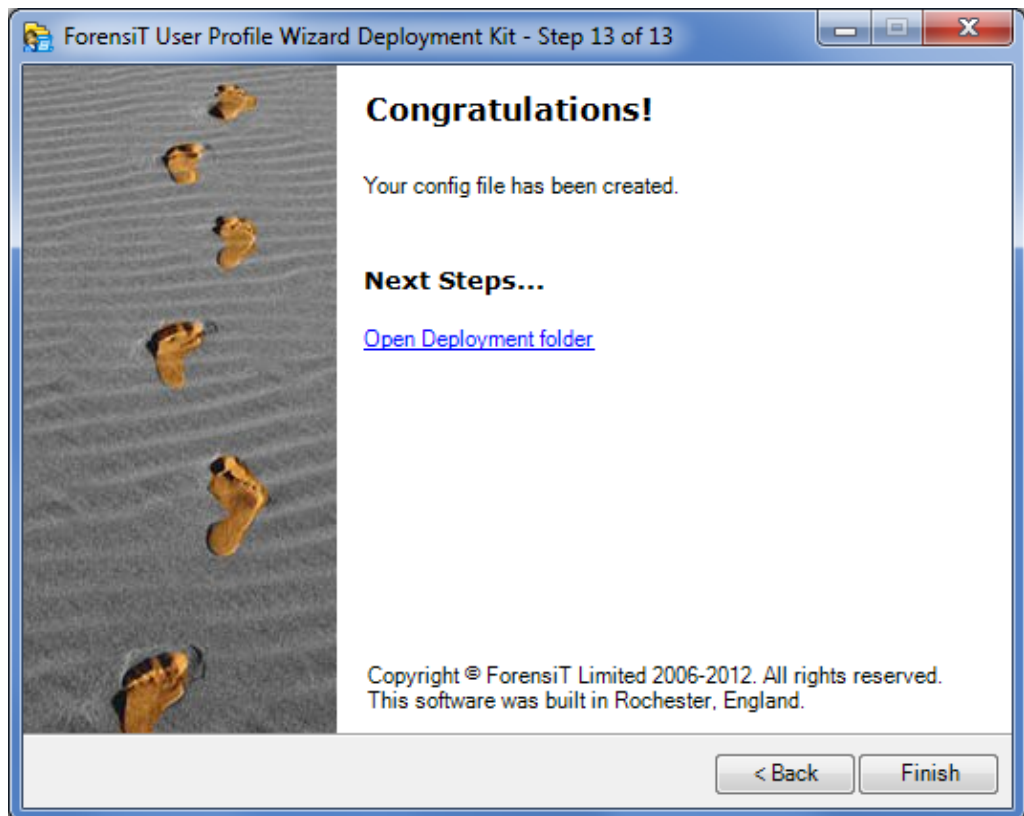 ForensiT User Profile Wizard Deployment Kit - Step 13 of 13
Congratulations!
Your config file has been created.
Next Steps...
Open Deployment folder
Copyright © ForensiT Limited 2006-2012. All rights reserved.
This software was built in Rochester, England.
< Back
Finish